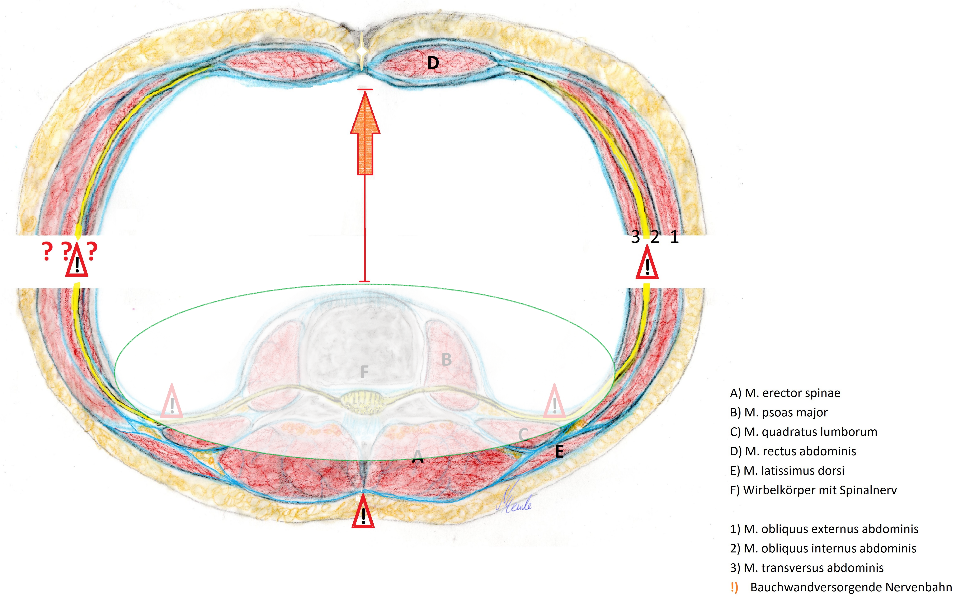 D
? ? ?
!
!
3 2 1
F
B
!
!
C
A
E
!
A) M. erector spinae
B) M. psoas major
C) M. quadratus lumborum
D) M. rectus abdominis
E) M. latissimus dorsi
F) Wirbelkörper mit Spinalnerv
1) M. obliquus externus abdominis
2) M. obliquus internus abdominis
3) M. transversus abdominis
!) Bauchwandversorgende Nervenbahn